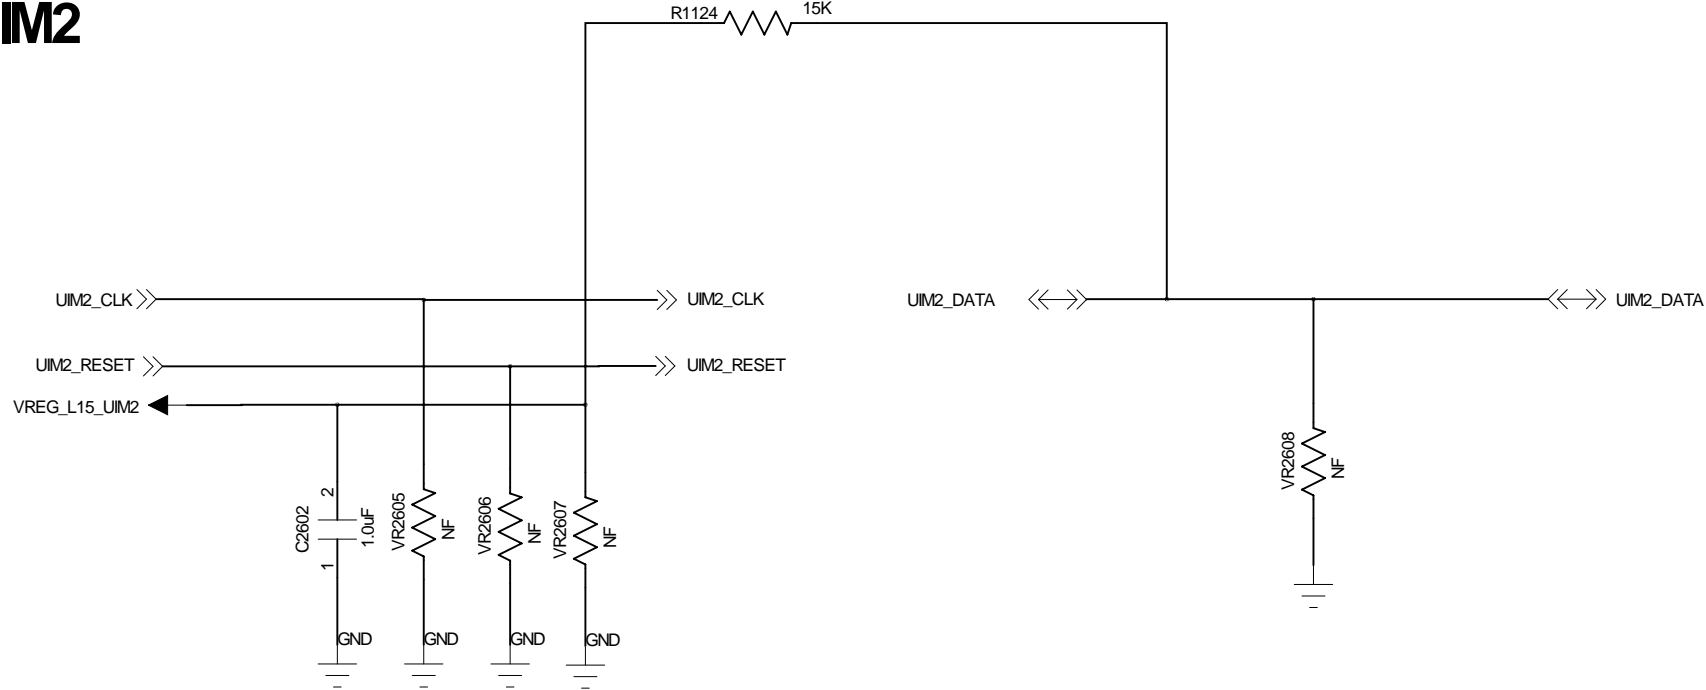 IM2
R1124 15K
UIM2_CLK UIM2_CLK UIM2_DATA UIM2_DATA
UIM2_RESET UIM2_RESET
VREG_L15_UIM2
C2602
2
1
1.0uF
VR2605
NF
VR2606
NF
VR2607
NF
VR2608
NF
GND GND GND GND